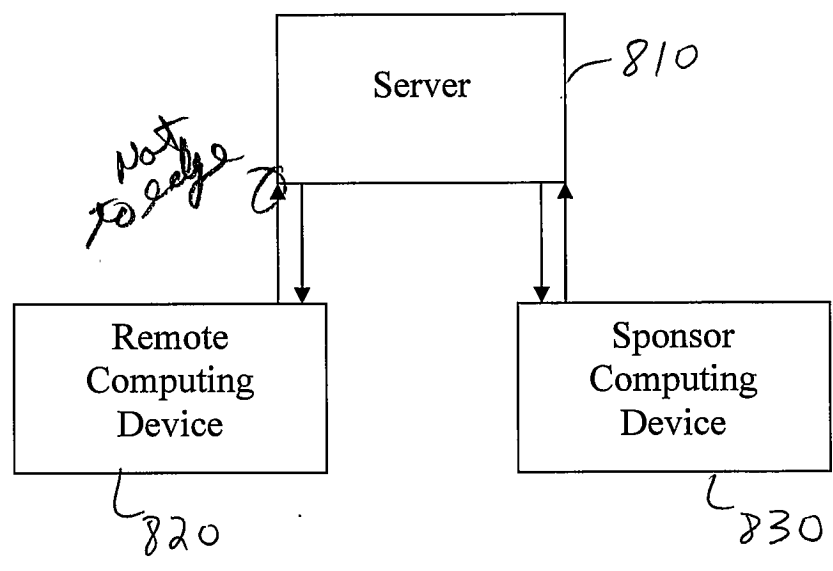 Server
810
Not
to edge
Remote
Computing
Device
820
Sponsor
Computing
Device
830